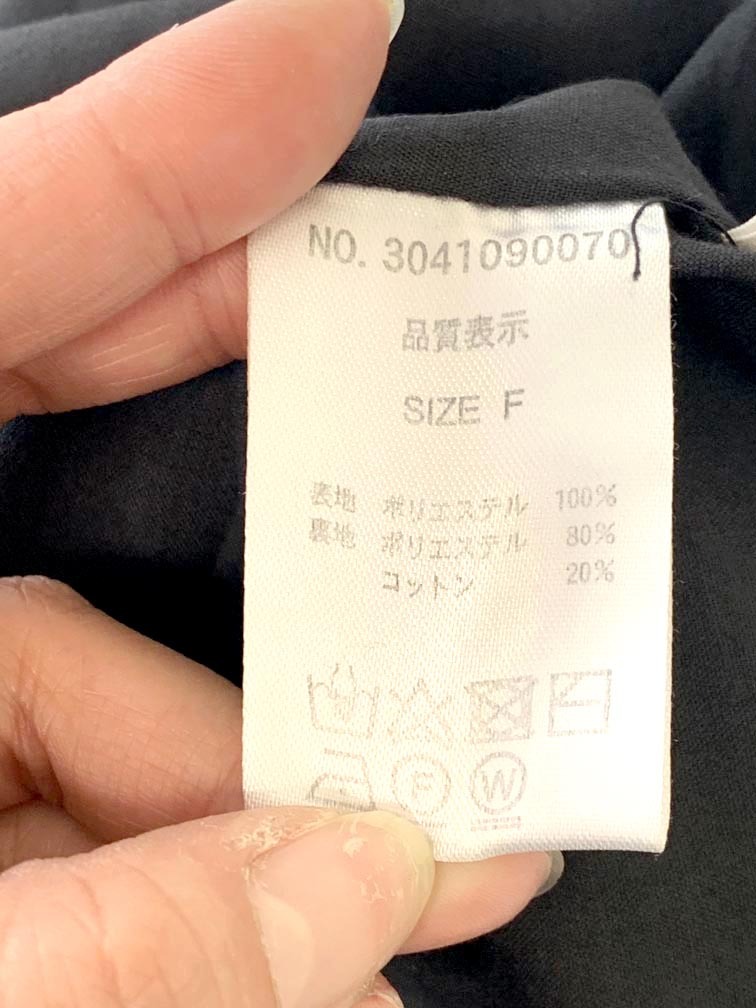 NO. 3041090070
品質表示
SIZE F
表地 ポリエステル 100%
裏地 ポリエステル 80%
コットン 20%
F W